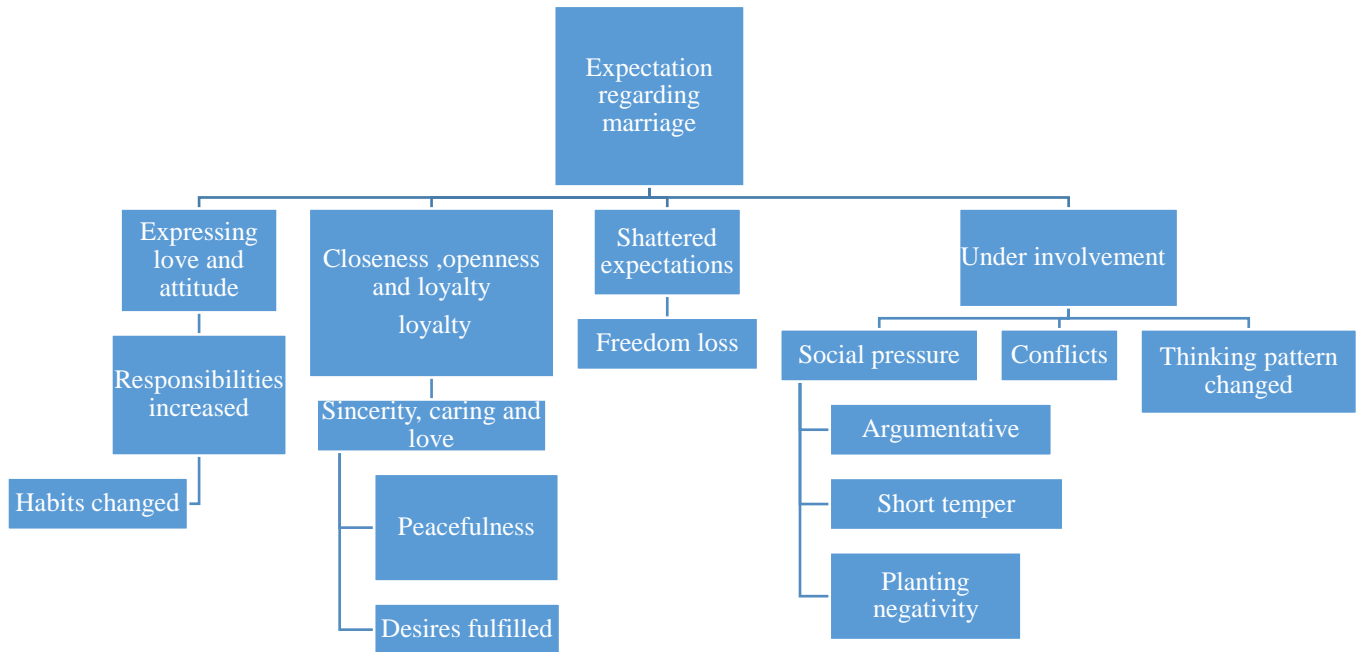 Expectation
regarding
marriage
Expressing
love and
attitude
Responsibilities
increased
Habits changed
Closeness ,openness
and loyalty
loyalty
Sincerity, caring and
love
Peacefulness
Desires fulfilled
Shattered
expectations
Freedom loss
Under involvement
Social pressure
Argumentative
Short temper
Planting
negativity
Conflicts
Thinking pattern
changed